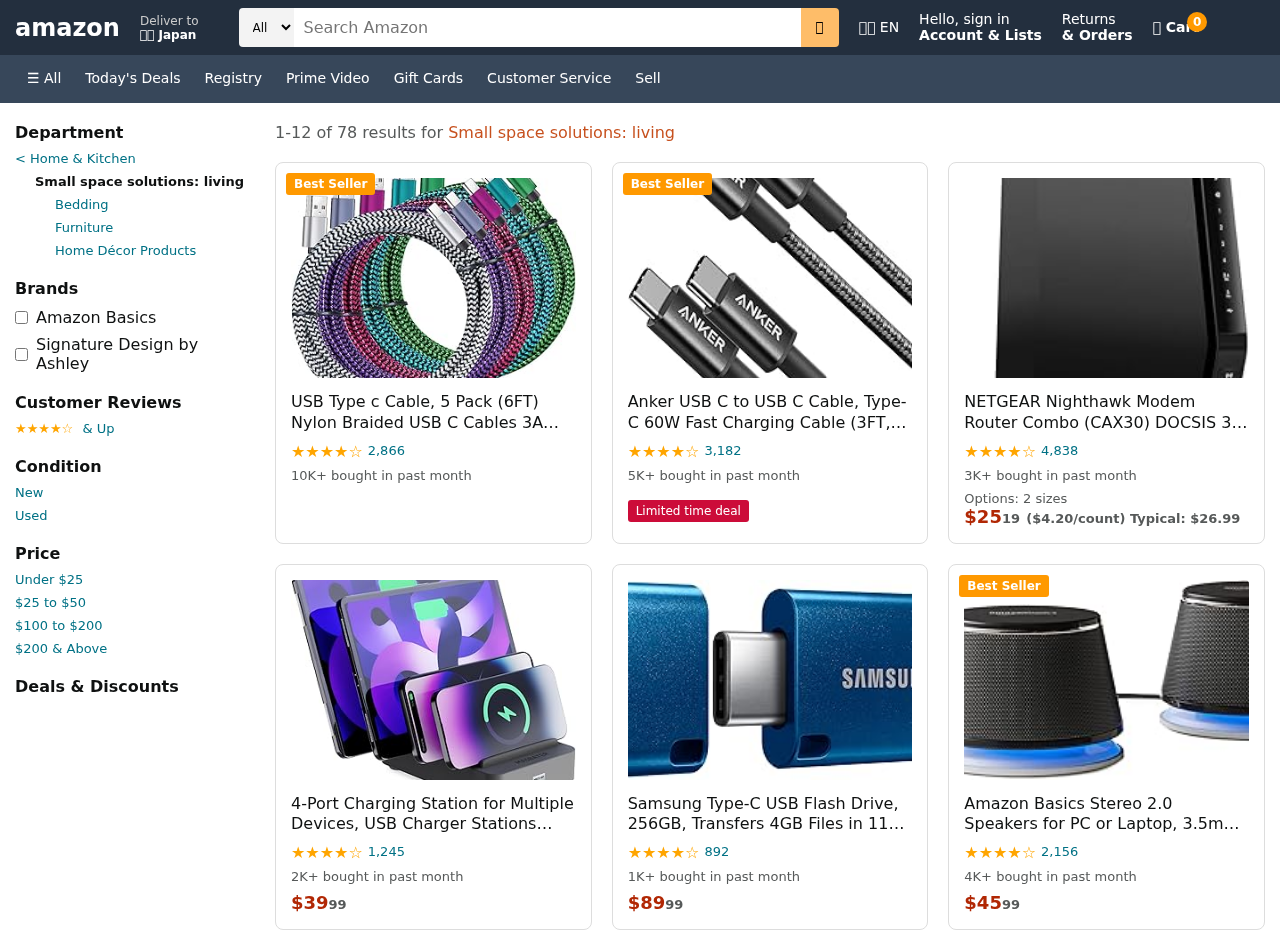 amazon
Deliver to
Japan
All
Search Amazon
EN
Hello, sign in
Account & Lists
Returns
& Orders
0
☰ All
Today's Deals
Registry
Prime Video
Gift Cards
Customer Service
Sell
Department
< Home & Kitchen
Small space solutions: living
Bedding
Furniture
Home Décor Products
Brands
Amazon Basics
Signature Design by
Ashley
Customer Reviews
★★★★☆ & Up
Condition
New
Used
Price
Under $25
$25 to $50
$100 to $200
$200 & Above
Deals & Discounts
1-12 of 78 results for Small space solutions: living
Best Seller
USB Type c Cable, 5 Pack (6FT)
Nylon Braided USB C Cables 3A...
★★★★☆ 2,866
10K+ bought in past month
Best Seller
ANKER
ANKER
Anker USB C to USB C Cable, Type-
C 60W Fast Charging Cable (3FT,...
★★★★☆ 3,182
5K+ bought in past month
Limited time deal
NETGEAR Nighthawk Modem
Router Combo (CAX30) DOCSIS 3...
★★★★☆ 4,838
3K+ bought in past month
Options: 2 sizes
$25 19 ($4.20/count) Typical: $26.99
4-Port Charging Station for Multiple
Devices, USB Charger Stations...
★★★★☆ 1,245
2K+ bought in past month
$39 99
SAMSU
Samsung Type-C USB Flash Drive,
256GB, Transfers 4GB Files in 11...
★★★★☆ 892
1K+ bought in past month
$89 99
Best Seller
Amazon Basics Stereo 2.0
Speakers for PC or Laptop, 3.5m...
★★★★☆ 2,156
4K+ bought in past month
$45 99